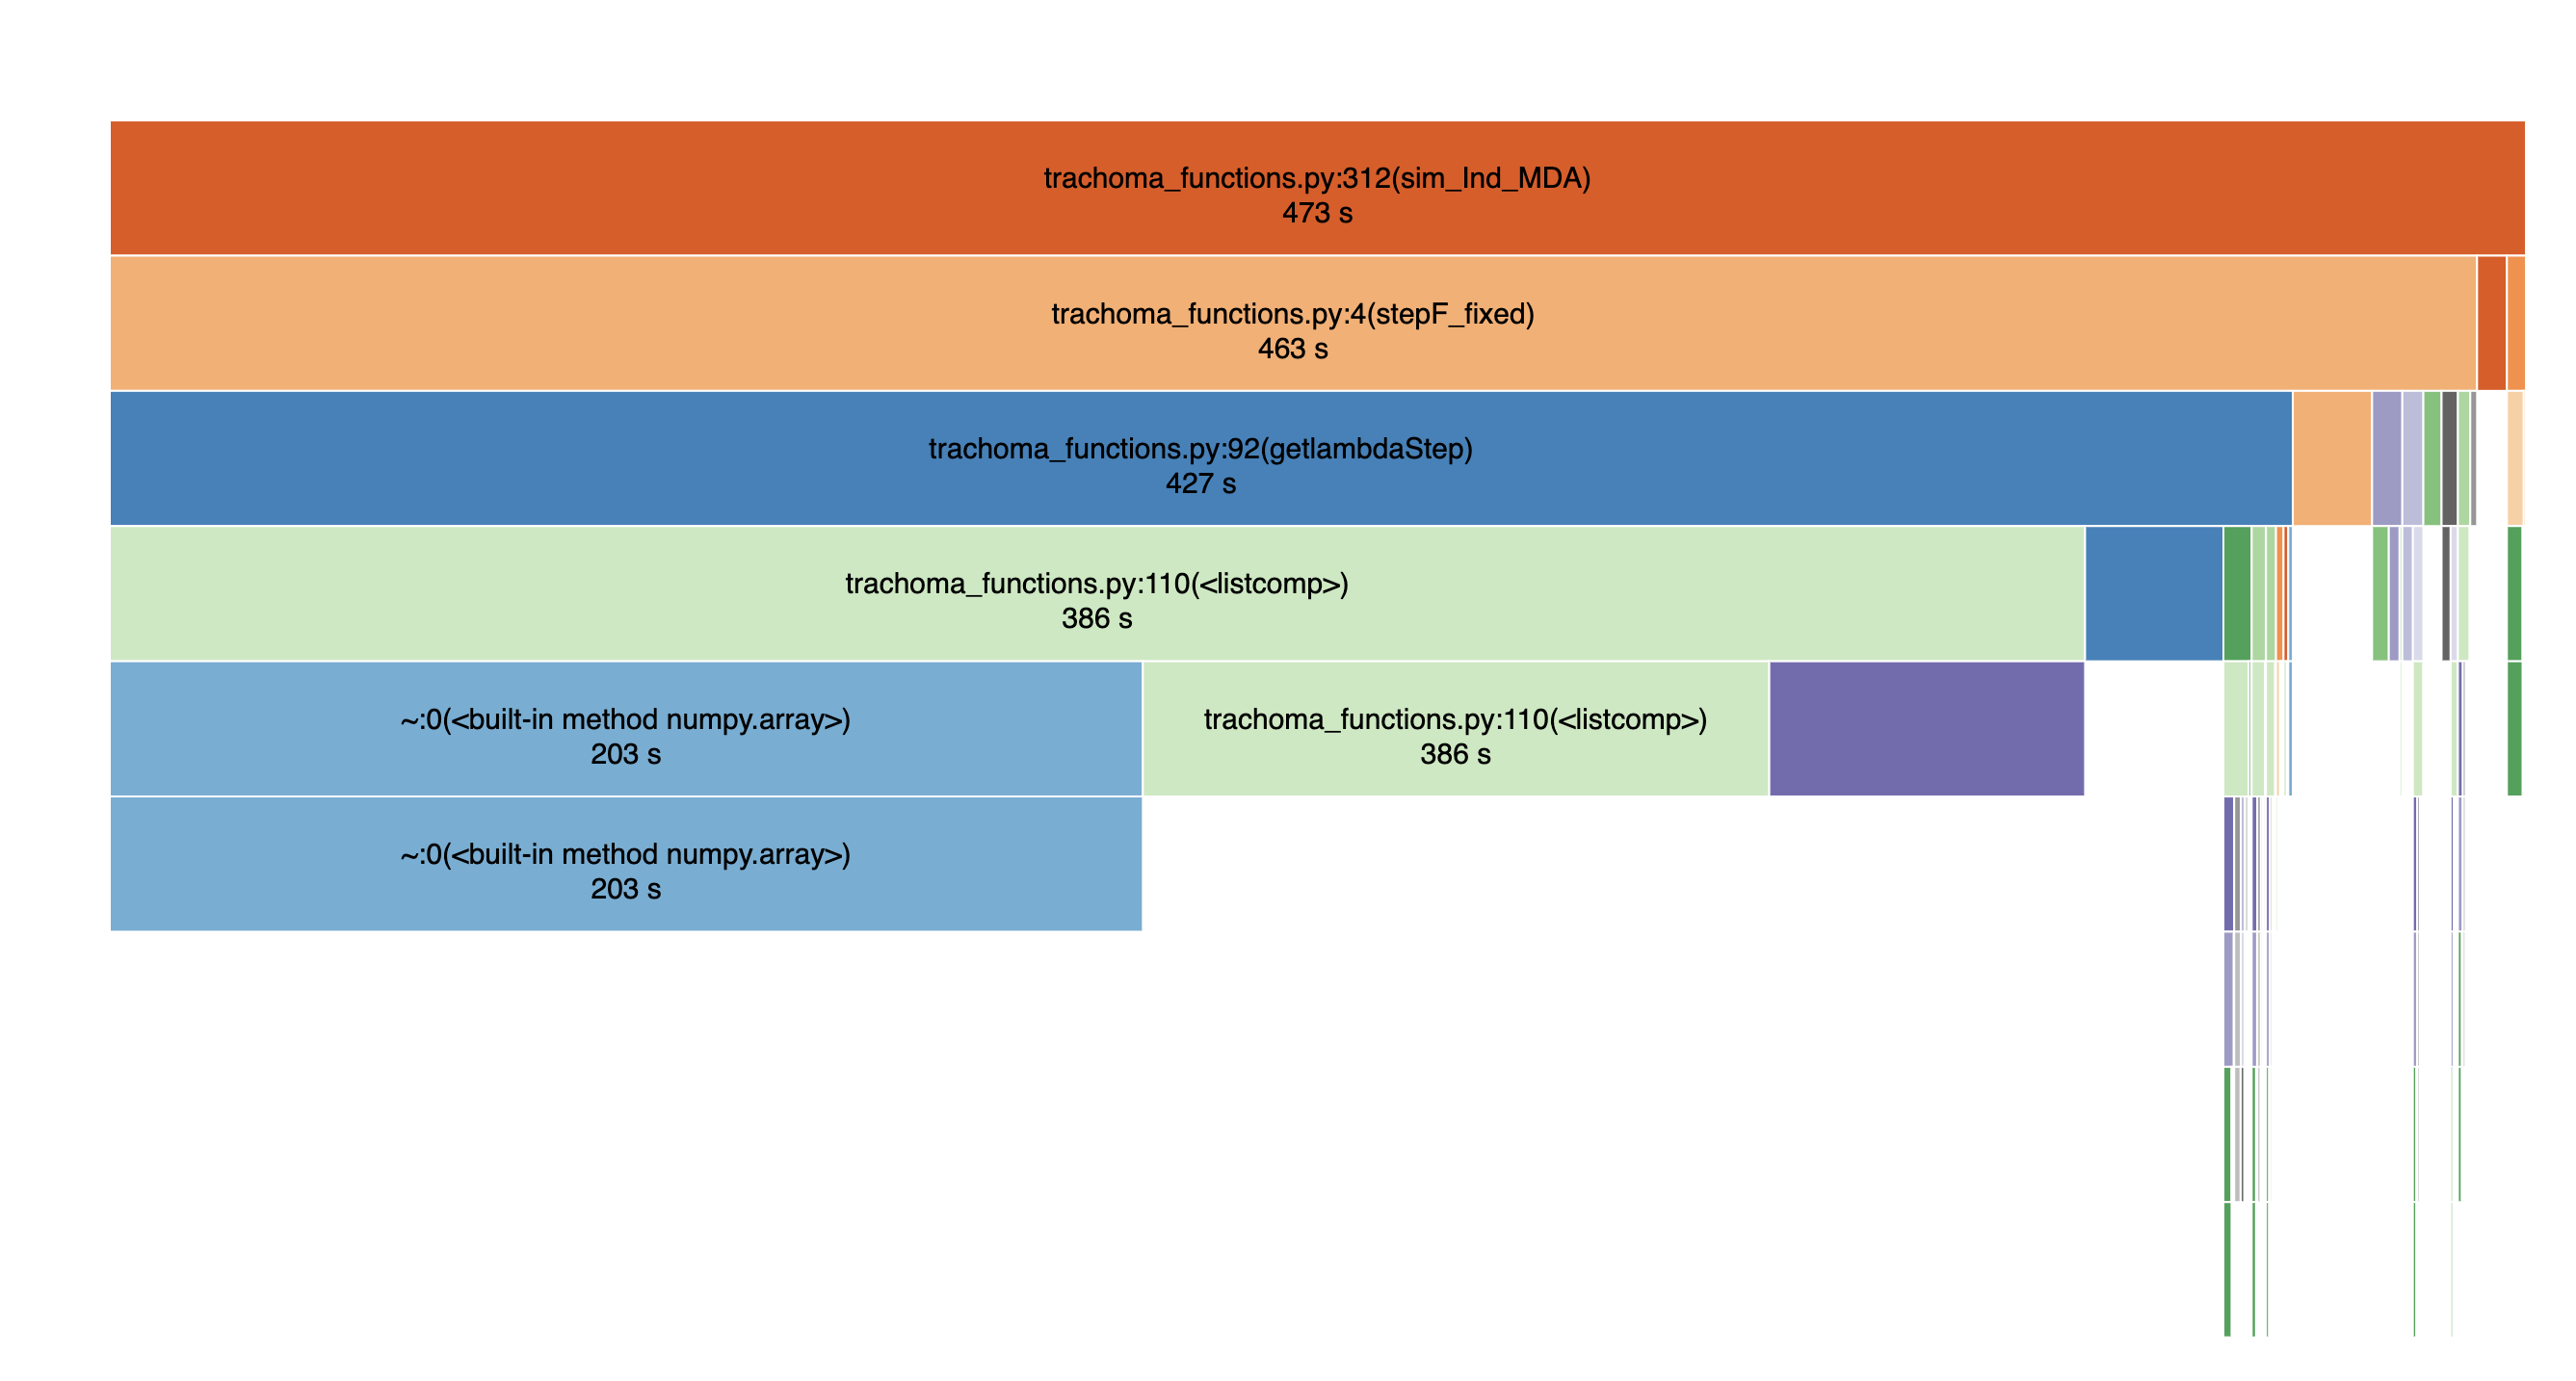 trachoma_functions.py:312(sim_Ind_MDA)
473 s
trachoma_functions.py:4(stepF_fixed)
463 s
trachoma_functions.py:92(getlambdaStep)
427 s
trachoma_functions.py:110(<listcomp>)
386 s
~:0(<built-in method numpy.array>)
203 s
trachoma_functions.py:110(<listcomp>)
386 s
~:0(<built-in method numpy.array>)
203 s